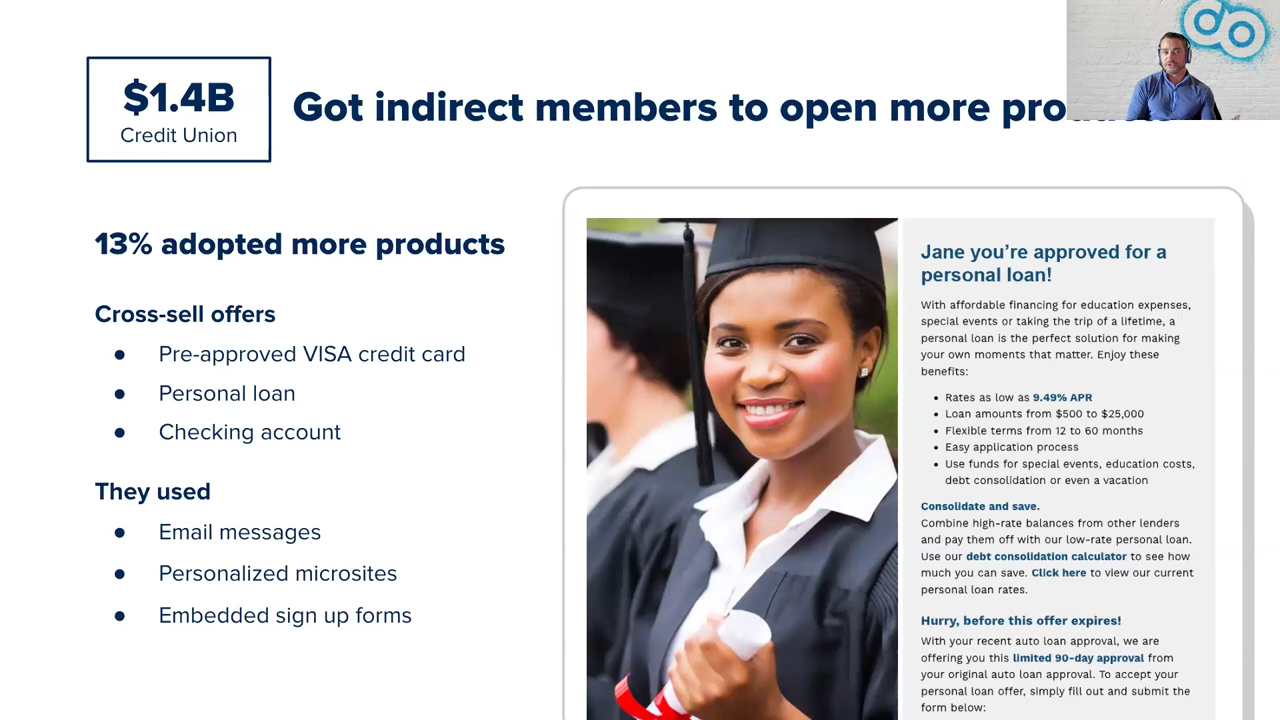 $1.4B
Credit Union
Got indirect members to open more
13% adopted more products
Cross-sell offers
● Pre-approved VISA credit card
● Personal loan
● Checking account
They used
● Email messages
● Personalized microsites
● Embedded sign up forms
Jane you're approved for a
personal loan!
With affordable financing for education expenses,
special events or taking the trip of a lifetime, a
personal loan is the perfect solution for making
your own moments that matter. Enjoy these
benefits:
• Rates as low as 9.49% APR
• Loan amounts from $500 to $25,000
• Flexible terms from 12 to 60 months
• Easy application process
• Use funds for special events, education costs,
debt consolidation or even a vacation
Consolidate and save.
Combine high-rate balances from other lenders
and pay them off with our low-rate personal loan.
Use our debt consolidation calculator to see how
much you can save. Click here to view our current
personal loan rates.
Hurry, before this offer expires!
With your recent auto loan approval, we are
offering you this limited 90-day approval from
your original auto loan approval. To accept your
personal loan offer, simply fill out and submit the
form below: